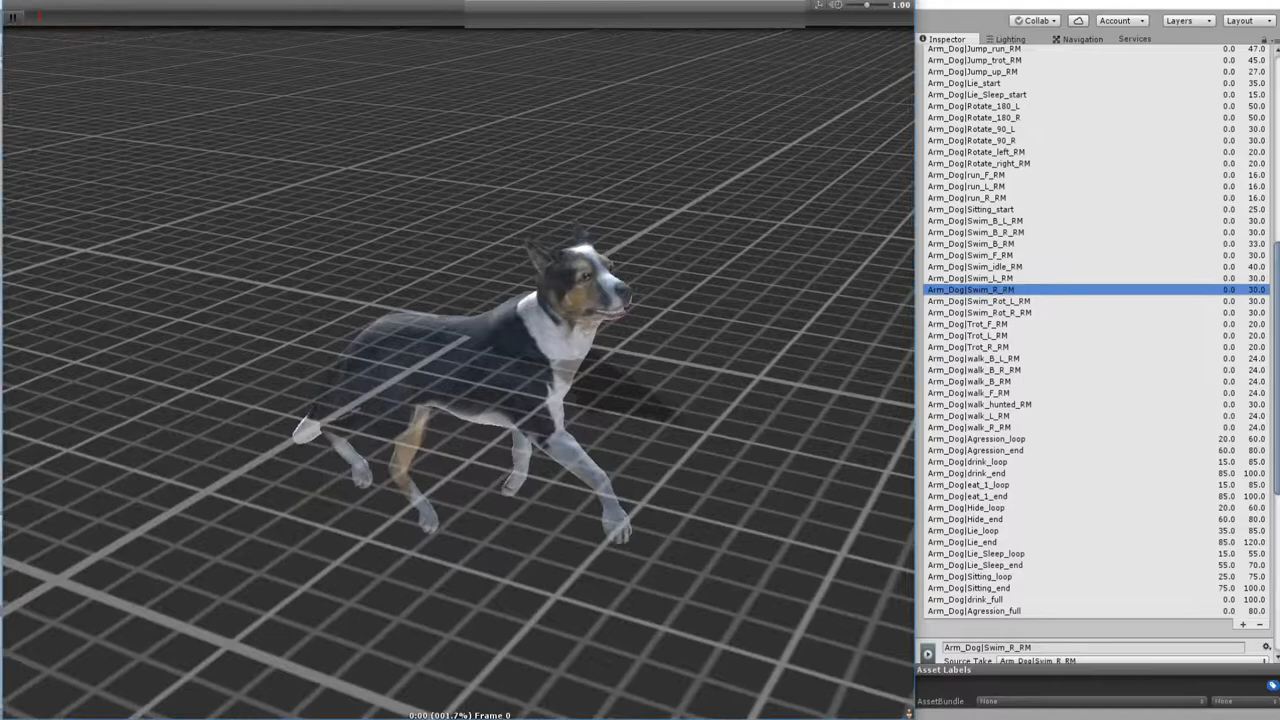 1.00
Collab
Account
Layers
Layout
Inspector
Lighting
Navigation
Services
Arm_Dog|Jump_run_RM 0.0 47.0
Arm_Dog|Jump_trot_RM 0.0 45.0
Arm_Dog|Jump_up_RM 0.0 27.0
Arm_Dog|Lie_start 0.0 35.0
Arm_Dog|Lie_Sleep_start 0.0 15.0
Arm_Dog|Rotate_180_L 0.0 50.0
Arm_Dog|Rotate_180_R 0.0 50.0
Arm_Dog|Rotate_90_L 0.0 30.0
Arm_Dog|Rotate_90_R 0.0 30.0
Arm_Dog|Rotate_left_RM 0.0 20.0
Arm_Dog|Rotate_right_RM 0.0 20.0
Arm_Dog|run_F_RM 0.0 16.0
Arm_Dog|run_L_RM 0.0 16.0
Arm_Dog|run_R_RM 0.0 16.0
Arm_Dog|Sitting_start 0.0 25.0
Arm_Dog|Swim_B_L_RM 0.0 30.0
Arm_Dog|Swim_B_R_RM 0.0 30.0
Arm_Dog|Swim_B_RM 0.0 33.0
Arm_Dog|Swim_F_RM 0.0 30.0
Arm_Dog|Swim_idle_RM 0.0 40.0
Arm_Dog|Swim_L_RM 0.0 30.0
Arm_Dog|Swim_R_RM 0.0 30.0
Arm_Dog|Swim_Rot_L_RM 0.0 30.0
Arm_Dog|Swim_Rot_R_RM 0.0 30.0
Arm_Dog|Trot_F_RM 0.0 20.0
Arm_Dog|Trot_L_RM 0.0 20.0
Arm_Dog|Trot_R_RM 0.0 20.0
Arm_Dog|walk_B_L_RM 0.0 24.0
Arm_Dog|walk_B_R_RM 0.0 24.0
Arm_Dog|walk_B_RM 0.0 24.0
Arm_Dog|walk_F_RM 0.0 24.0
Arm_Dog|walk_hunted_RM 0.0 30.0
Arm_Dog|walk_L_RM 0.0 24.0
Arm_Dog|walk_R_RM 0.0 24.0
Arm_Dog|Agression_loop 20.0 60.0
Arm_Dog|Agression_end 60.0 80.0
Arm_Dog|drink_loop 15.0 85.0
Arm_Dog|drink_end 85.0 100.0
Arm_Dog|eat_1_loop 15.0 85.0
Arm_Dog|eat_1_end 85.0 100.0
Arm_Dog|Hide_loop 20.0 60.0
Arm_Dog|Hide_end 60.0 80.0
Arm_Dog|Lie_loop 35.0 85.0
Arm_Dog|Lie_end 85.0 120.0
Arm_Dog|Lie_Sleep_loop 15.0 55.0
Arm_Dog|Lie_Sleep_end 55.0 70.0
Arm_Dog|Sitting_loop 25.0 75.0
Arm_Dog|Sitting_end 75.0 100.0
Arm_Dog|drink_full 0.0 100.0
Arm_Dog|Agression_full 0.0 80.0
+ −
Arm_Dog|Swim_R_RM
Source Take Arm_Dog|Swim_R_RM
Asset Labels
AssetBundle None None
0:00 (001.7%) Frame 0